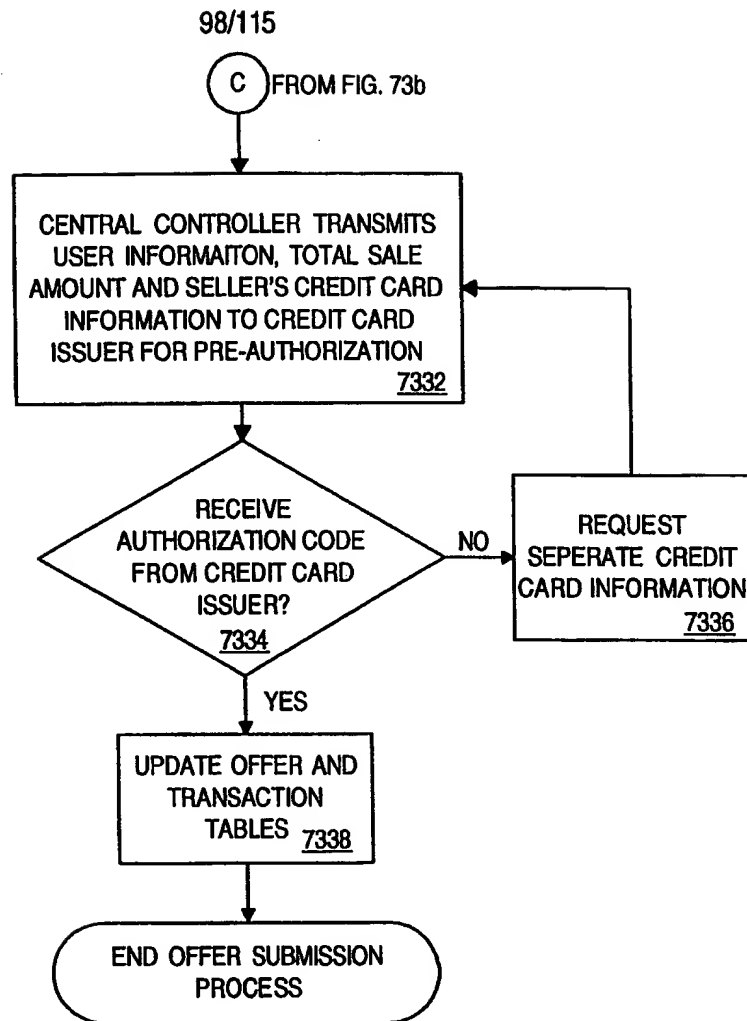 98/115
C FROM FIG. 73b
CENTRAL CONTROLLER TRANSMITS
USER INFORMAITON, TOTAL SALE
AMOUNT AND SELLER'S CREDIT CARD
INFORMATION TO CREDIT CARD
ISSUER FOR PRE-AUTHORIZATION
7332
RECEIVE
AUTHORIZATION CODE
FROM CREDIT CARD
ISSUER?
7334
NO
REQUEST
SEPERATE CREDIT
CARD INFORMATION
7336
YES
UPDATE OFFER AND
TRANSACTION
TABLES 7338
END OFFER SUBMISSION
PROCESS